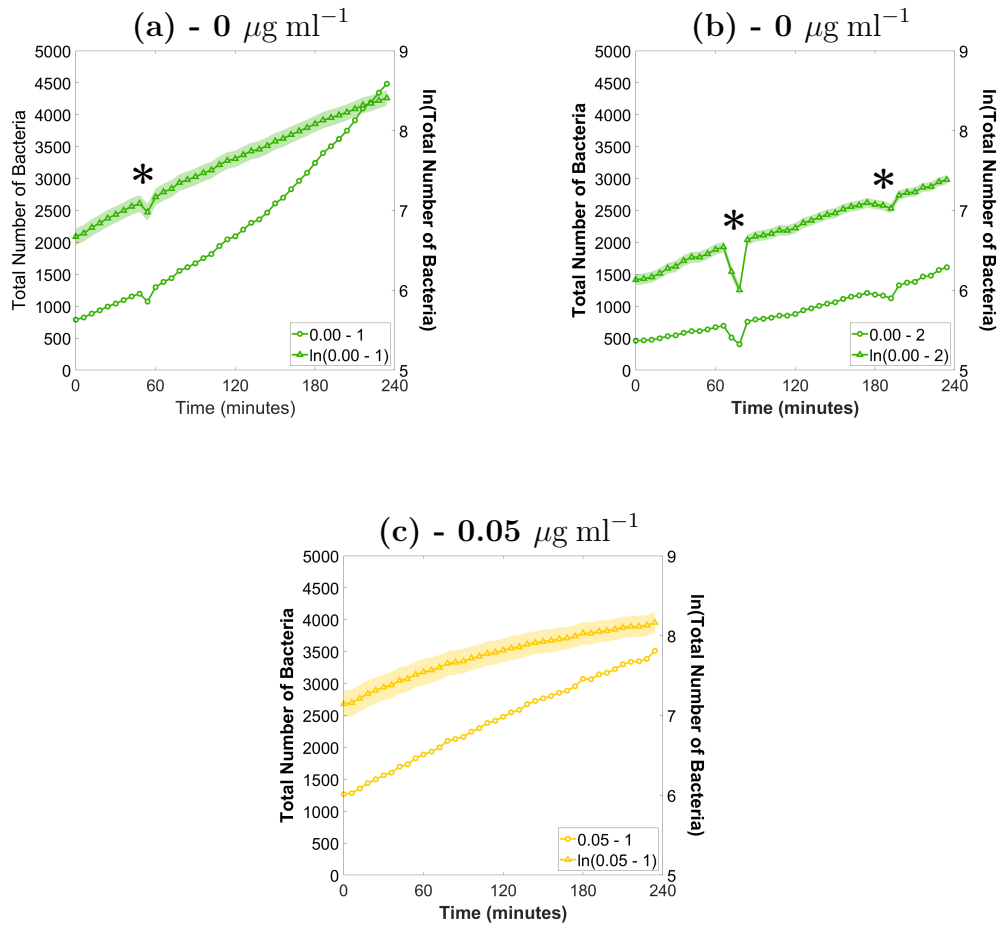 (a) - 0 μg ml⁻¹
5000
4500
4000
3500
3000
2500
2000
1500
1000
500
0
Total Number of Bacteria
*
9
8
7
6
5
ln(Total Number of Bacteria)
0.00 - 1
ln(0.00 - 1)
0 60 120 180 240
Time (minutes)
(b) - 0 μg ml⁻¹
5000
4500
4000
3500
3000
2500
2000
1500
1000
500
0
Total Number of Bacteria
* *
9
8
7
6
5
ln(Total Number of Bacteria)
0.00 - 2
ln(0.00 - 2)
0 60 120 180 240
Time (minutes)
(c) - 0.05 μg ml⁻¹
5000
4500
4000
3500
3000
2500
2000
1500
1000
500
0
Total Number of Bacteria
9
8
7
6
5
ln(Total Number of Bacteria)
0.05 - 1
ln(0.05 - 1)
0 60 120 180 240
Time (minutes)